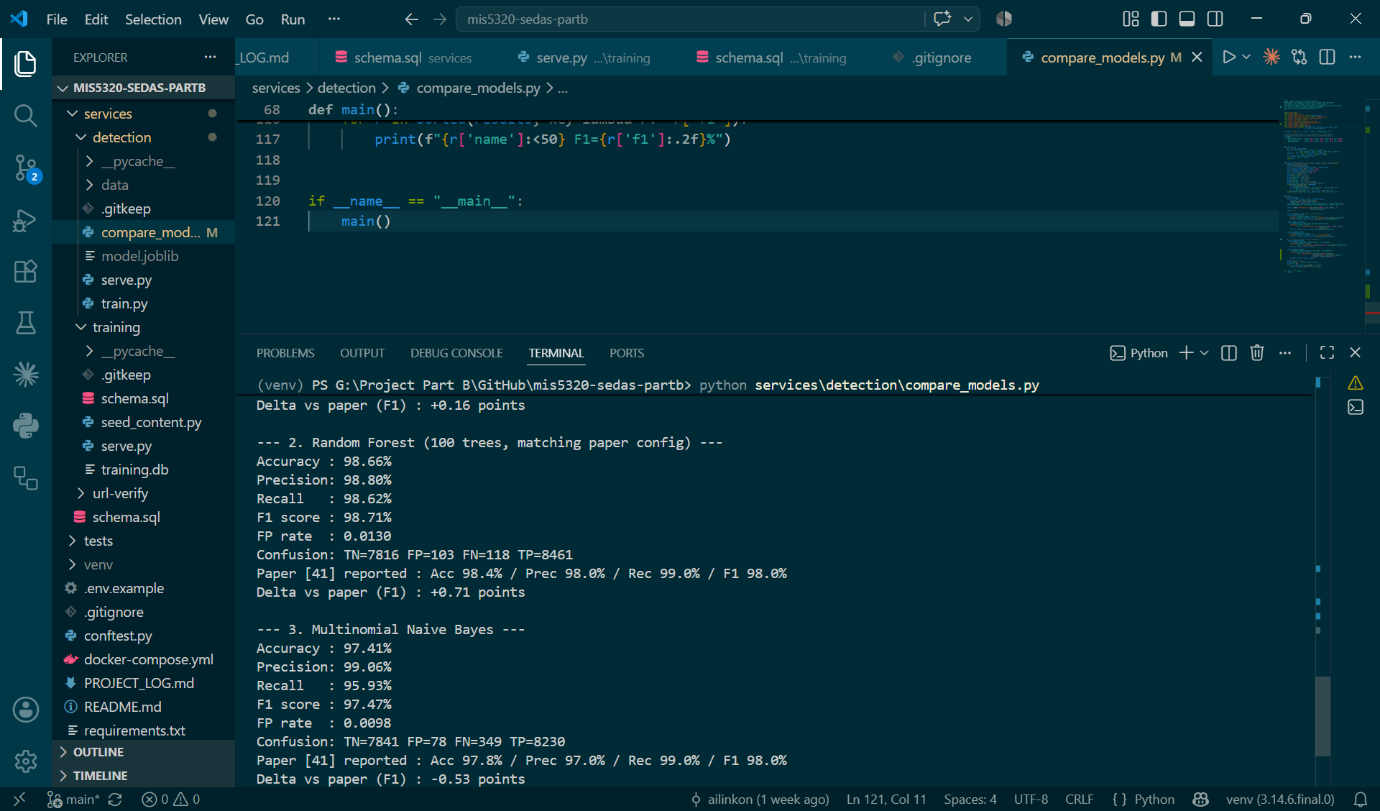 File Edit Selection View Go Run ··· mis5320-sedas-partb
EXPLORER ···
_LOG.md schema.sql services serve.py ...\training schema.sql ...\training .gitignore compare_models.py M
MIS5320-SEDAS-PARTB
services > detection > compare_models.py > ...
services
detection
__pycache__
data
.gitkeep
compare_mod... M
model.joblib
serve.py
train.py
training
__pycache__
.gitkeep
schema.sql
seed_content.py
serve.py
training.db
url-verify
schema.sql
tests
venv
.env.example
.gitignore
conftest.py
docker-compose.yml
PROJECT_LOG.md
README.md
requirements.txt
OUTLINE
TIMELINE
2
68 def main():
117 print(f"{r['name']:<50} F1={r['f1']:.2f}%")
118
119
120 if __name__ == "__main__":
121 main()
PROBLEMS OUTPUT DEBUG CONSOLE TERMINAL PORTS Python
(venv) PS G:\Project Part B\GitHub\mis5320-sedas-partb> python services\detection\compare_models.py
Delta vs paper (F1) : +0.16 points
--- 2. Random Forest (100 trees, matching paper config) ---
Accuracy : 98.66%
Precision: 98.80%
Recall : 98.62%
F1 score : 98.71%
FP rate : 0.0130
Confusion: TN=7816 FP=103 FN=118 TP=8461
Paper [41] reported : Acc 98.4% / Prec 98.0% / Rec 99.0% / F1 98.0%
Delta vs paper (F1) : +0.71 points
--- 3. Multinomial Naive Bayes ---
Accuracy : 97.41%
Precision: 99.06%
Recall : 95.93%
F1 score : 97.47%
FP rate : 0.0098
Confusion: TN=7841 FP=78 FN=349 TP=8230
Paper [41] reported : Acc 97.8% / Prec 97.0% / Rec 99.0% / F1 98.0%
Delta vs paper (F1) : -0.53 points
main* 0 0 ailinkon (1 week ago) Ln 121, Col 11 Spaces: 4 UTF-8 CRLF { } Python venv (3.14.6.final.0)